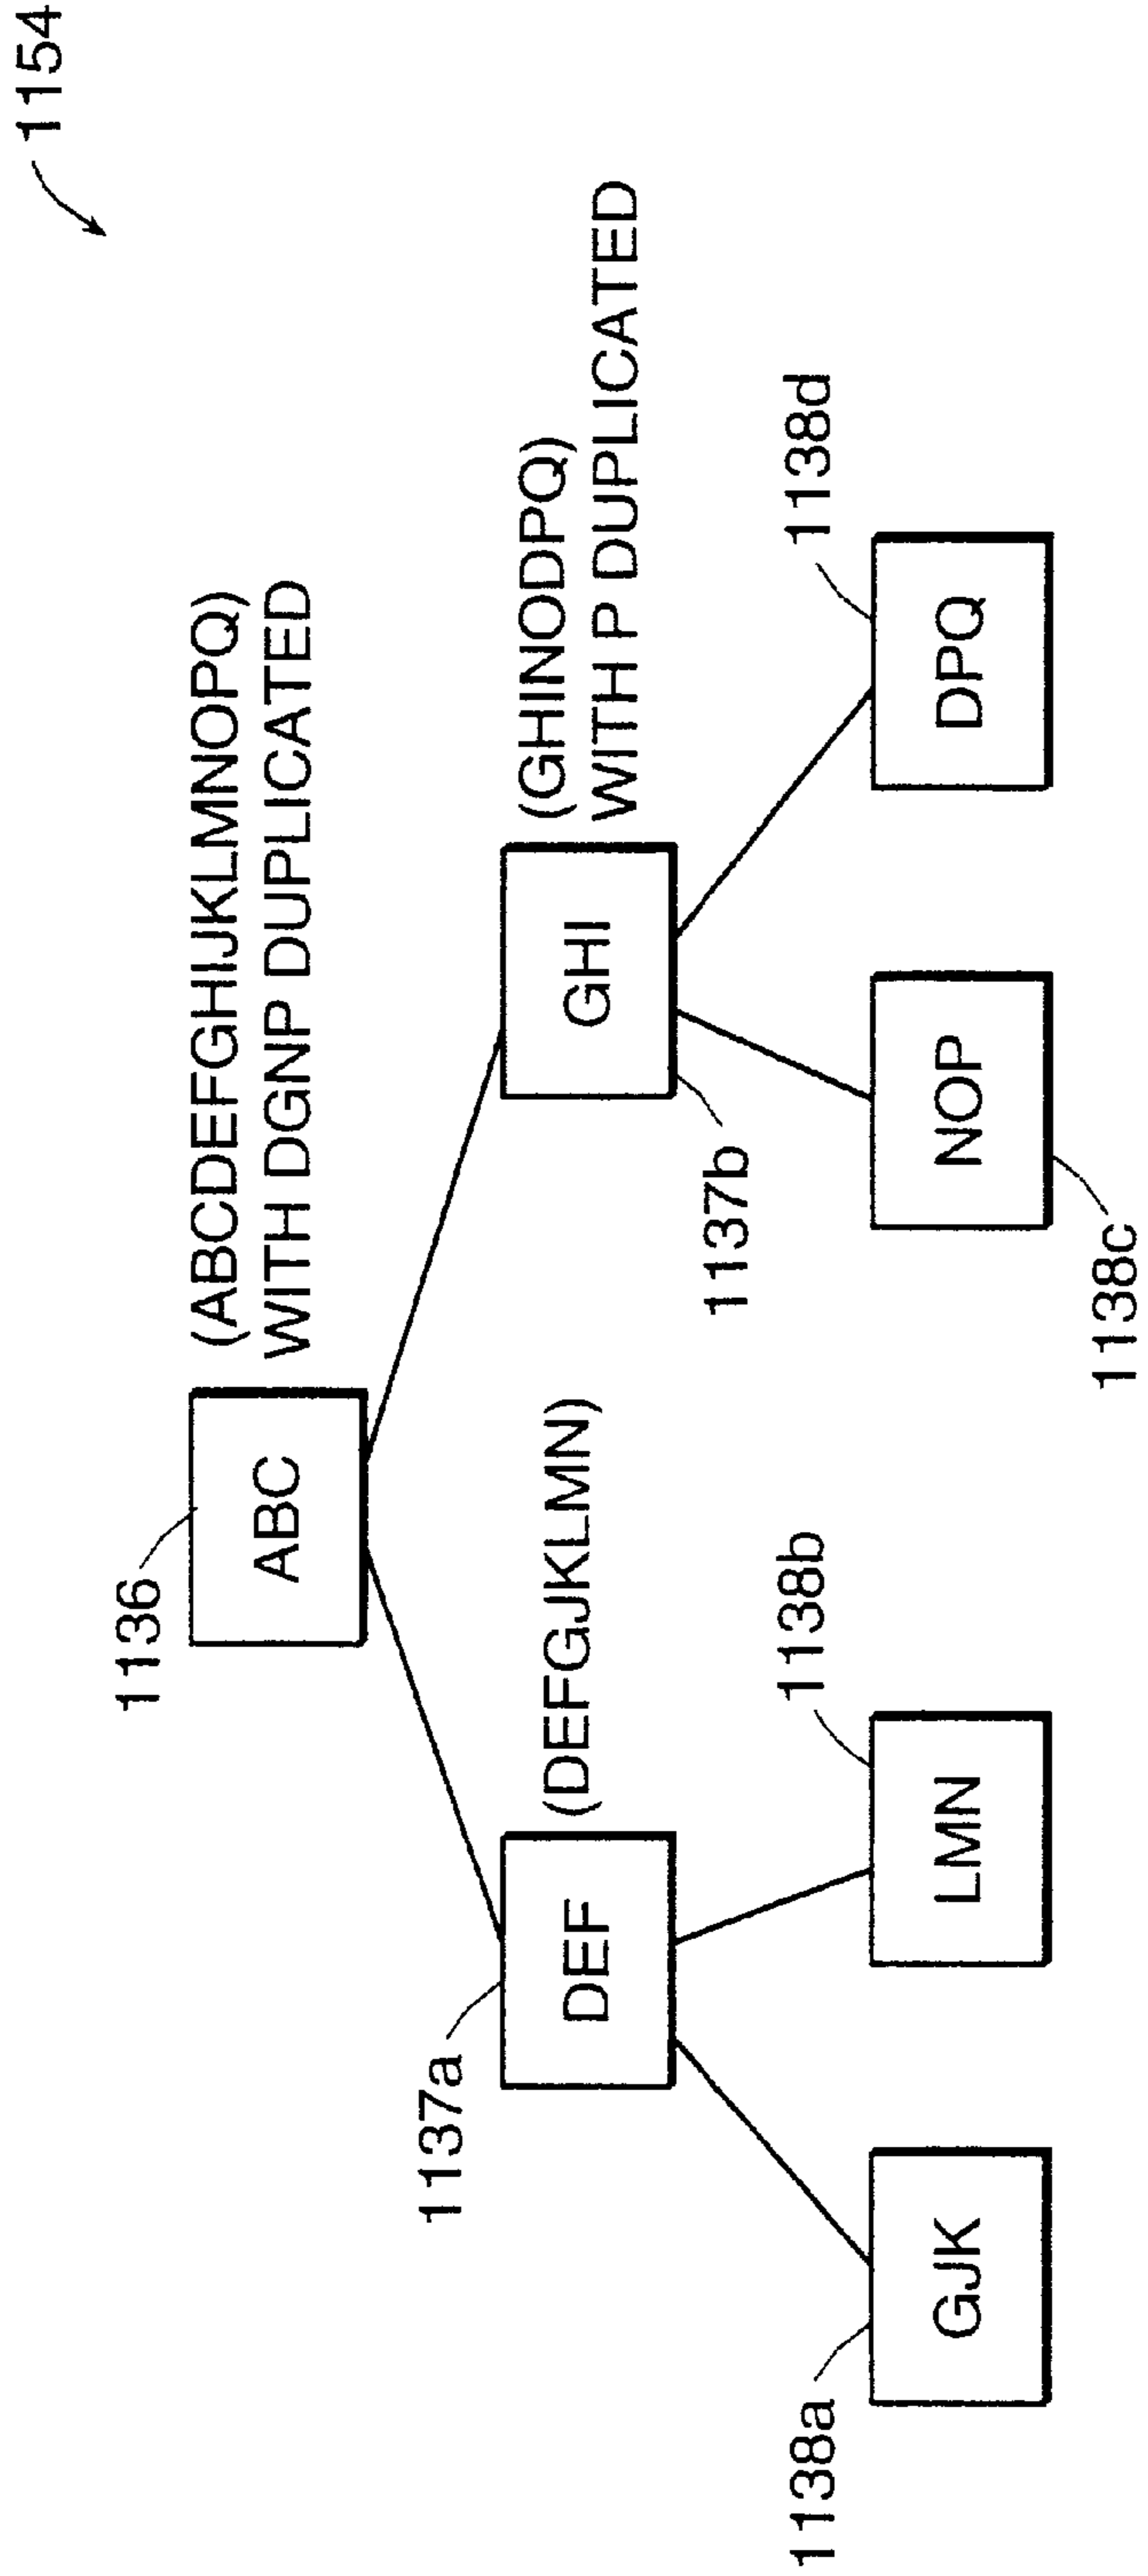 1154
1136
ABC
(ABCDEFGHIJKLMNOPQ)
WITH DGNP DUPLICATED
1137a
DEF
(DEFGJKLMN)
GHI
1137b
(GHINODPQ)
WITH P DUPLICATED
1138a
GJK
LMN
1138b
NOP
1138c
DPQ
1138d